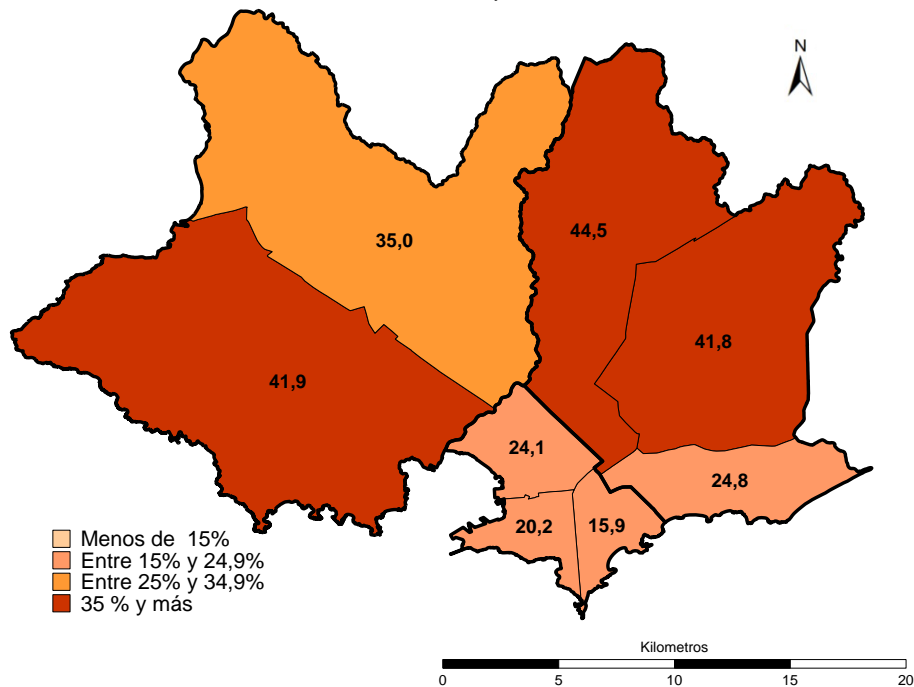 N
35,0
44,5
41,8
41,9
24,1
24,8
20,2
15,9
Menos de 15%
Entre 15% y 24,9%
Entre 25% y 34,9%
35 % y más
Kilometros
0 5 10 15 20